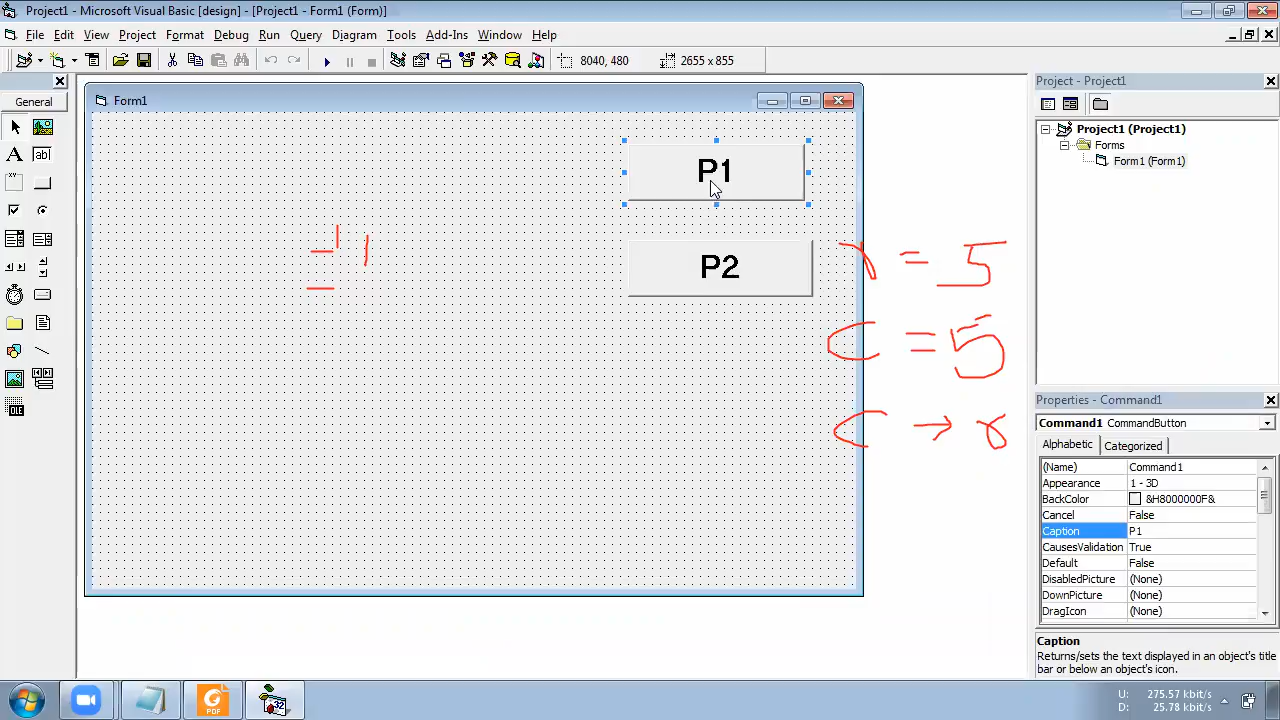 Project1 - Microsoft Visual Basic [design] - [Project1 - Form1 (Form)]
File Edit View Project Format Debug Run Query Diagram Tools Add-Ins Window Help
8040, 480 2655 x 855
General
Form1
P1
P2
= 5
C = 5
C → r
Project - Project1
Project1 (Project1)
Forms
Form1 (Form1)
Properties - Command1
Command1 CommandButton
Alphabetic Categorized
(Name) Command1
Appearance 1 - 3D
BackColor &H8000000F&
Cancel False
Caption P1
CausesValidation True
Default False
DisabledPicture (None)
DownPicture (None)
DragIcon (None)
Caption
Returns/sets the text displayed in an object's title
bar or below an object's icon.
U: 275.57 kbit/s
D: 25.78 kbit/s